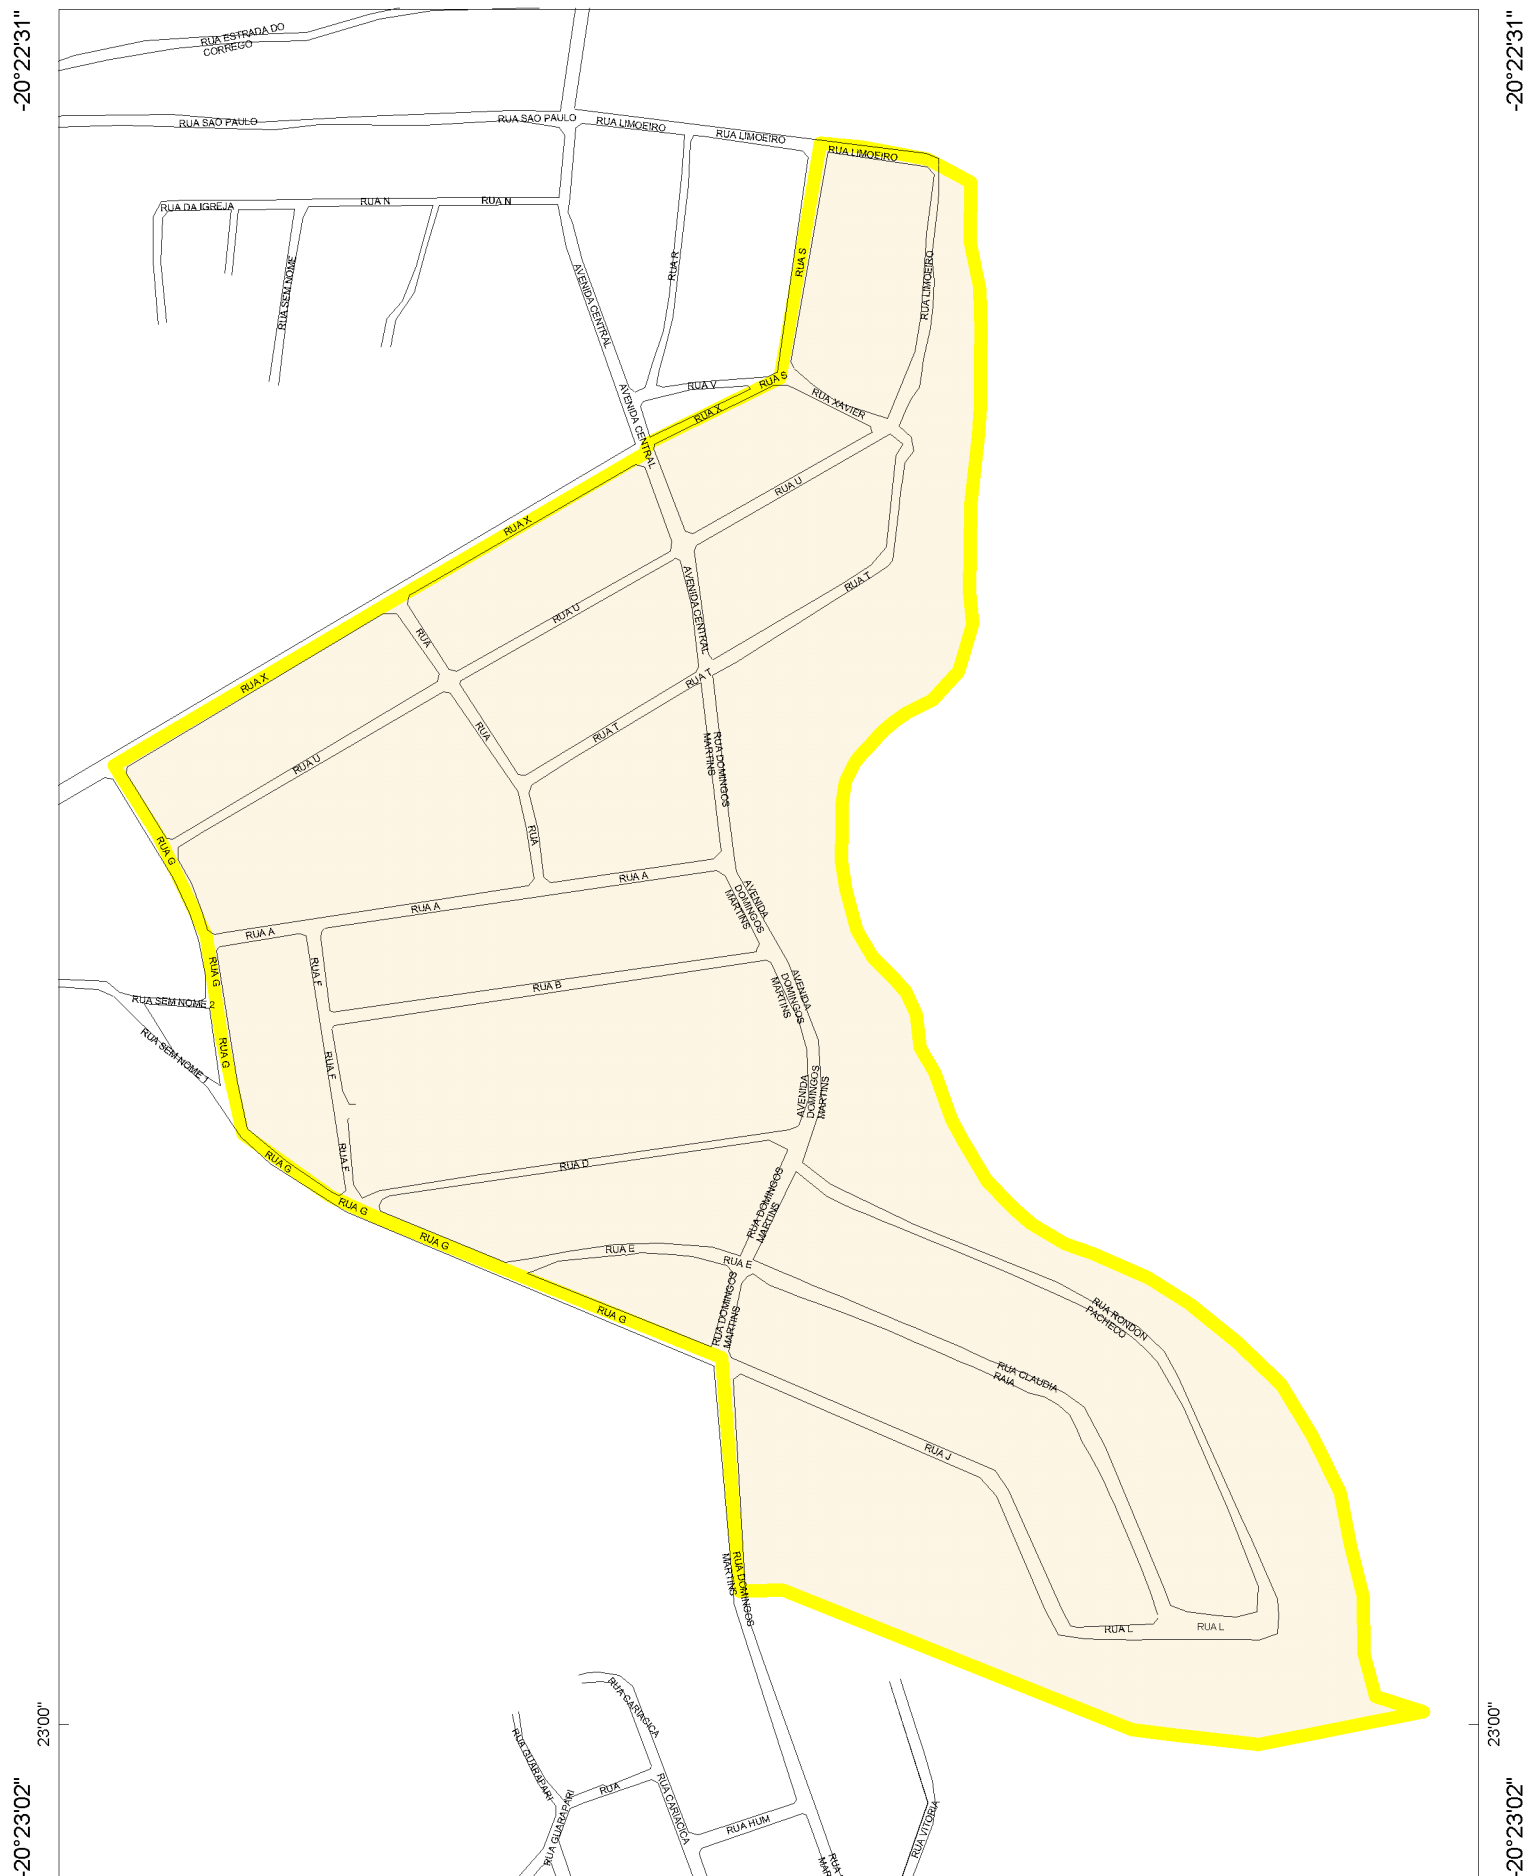 -20°22'31"
-20°22'31"
RUA ESTRADA DO
CORREGO
RUA SAO PAULO
RUA SAO PAULO
RUA LIMOEIRO
RUA LIMOEIRO
RUA LIMOEIRO
RUA DA IGREJA
RUA N
RUA N
RUA SEM NOME
AVENIDA CENTRAL
RUA R
RUA S
RUA LIMOEIRO
RUA V
RUA S
RUA X
RUA XAVIER
AVENIDA CENTRAL
RUA X
RUA U
RUA U
AVENIDA CENTRAL
RUA T
RUA
RUA X
RUA T
RUA U
RUA
RUA T
RUA DOMINGOS
MARTINS
RUA G
RUA
RUA A
RUA A
RUA A
AVENIDA
DOMINGOS
MARTINS
RUA G
RUA F
RUA B
AVENIDA
DOMINGOS
MARTINS
RUA SEM NOME 2
RUA SEM NOME 1
RUA G
RUA F
AVENIDA
DOMINGOS
MARTINS
RUA G
RUA F
RUA D
RUA G
RUA DOMINGOS
MARTINS
RUA G
RUA E
RUA E
RUA G
RUA DOMINGOS
MARTINS
RUA RONDON
PACHECO
RUA CLAUDIA
RAIA
RUA J
RUA DOMINGOS
MARTINS
RUA L
RUA L
23'00"
23'00"
RUA CARIACICA
RUA GUARAPARI
RUA
RUA CARIACICA
RUA GUARAPARI
RUA HUM
RUA VITORIA
RUA
-20°23'02"
-20°23'02"